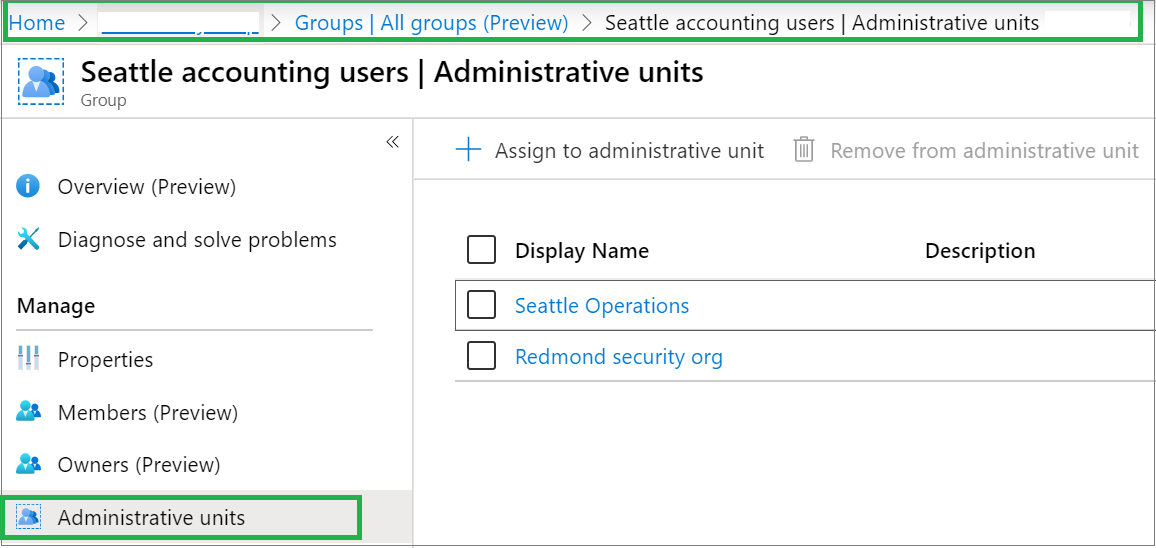 Home > > Groups | All groups (Preview) > Seattle accounting users | Administrative units
Seattle accounting users | Administrative units
Group
«
+ Assign to administrative unit Remove from administrative unit
Overview (Preview)
Diagnose and solve problems
Manage
Properties
Members (Preview)
Owners (Preview)
Administrative units
Display Name Description
Seattle Operations
Redmond security org